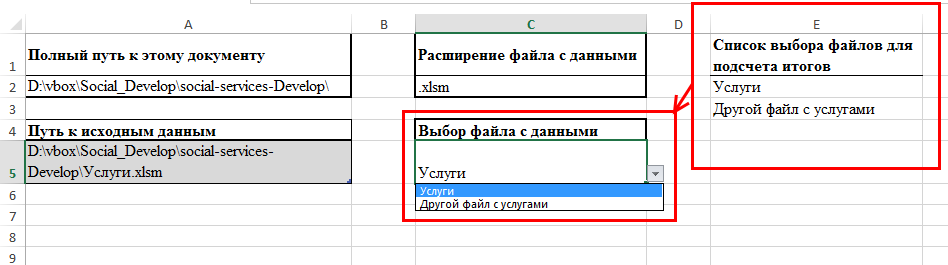 A B C D E
1 Полный путь к этому документу Расширение файла с данными Список выбора файлов для
подсчета итогов
2 D:\vbox\Social_Develop\social-services-Develop\ .xlsm Услуги
3 Другой файл с услугами
4 Путь к исходным данным Выбор файла с данными
D:\vbox\Social_Develop\social-services-
5 Develop\Услуги.xlsm Услуги
6 Услуги
Другой файл с услугами
7
8
9